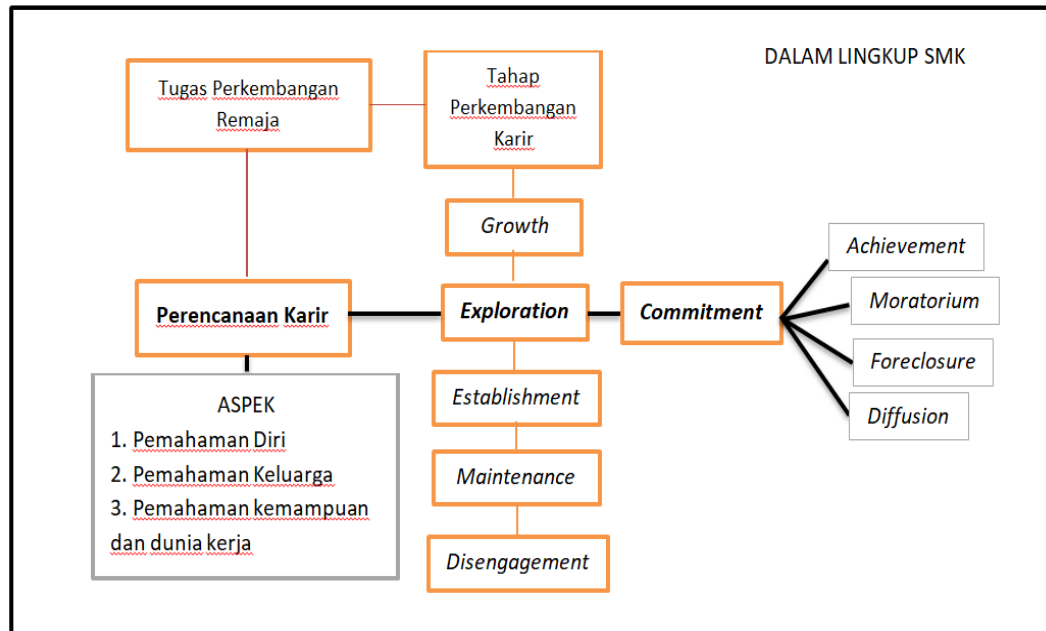 DALAM LINGKUP SMK
Tugas Perkembangan
Remaja
Tahap
Perkembangan
Karir
Growth
Perencanaan Karir
Exploration
Commitment
Achievement
Moratorium
Foreclosure
Diffusion
ASPEK
1. Pemahaman Diri
2. Pemahaman Keluarga
3. Pemahaman kemampuan
dan dunia kerja
Establishment
Maintenance
Disengagement